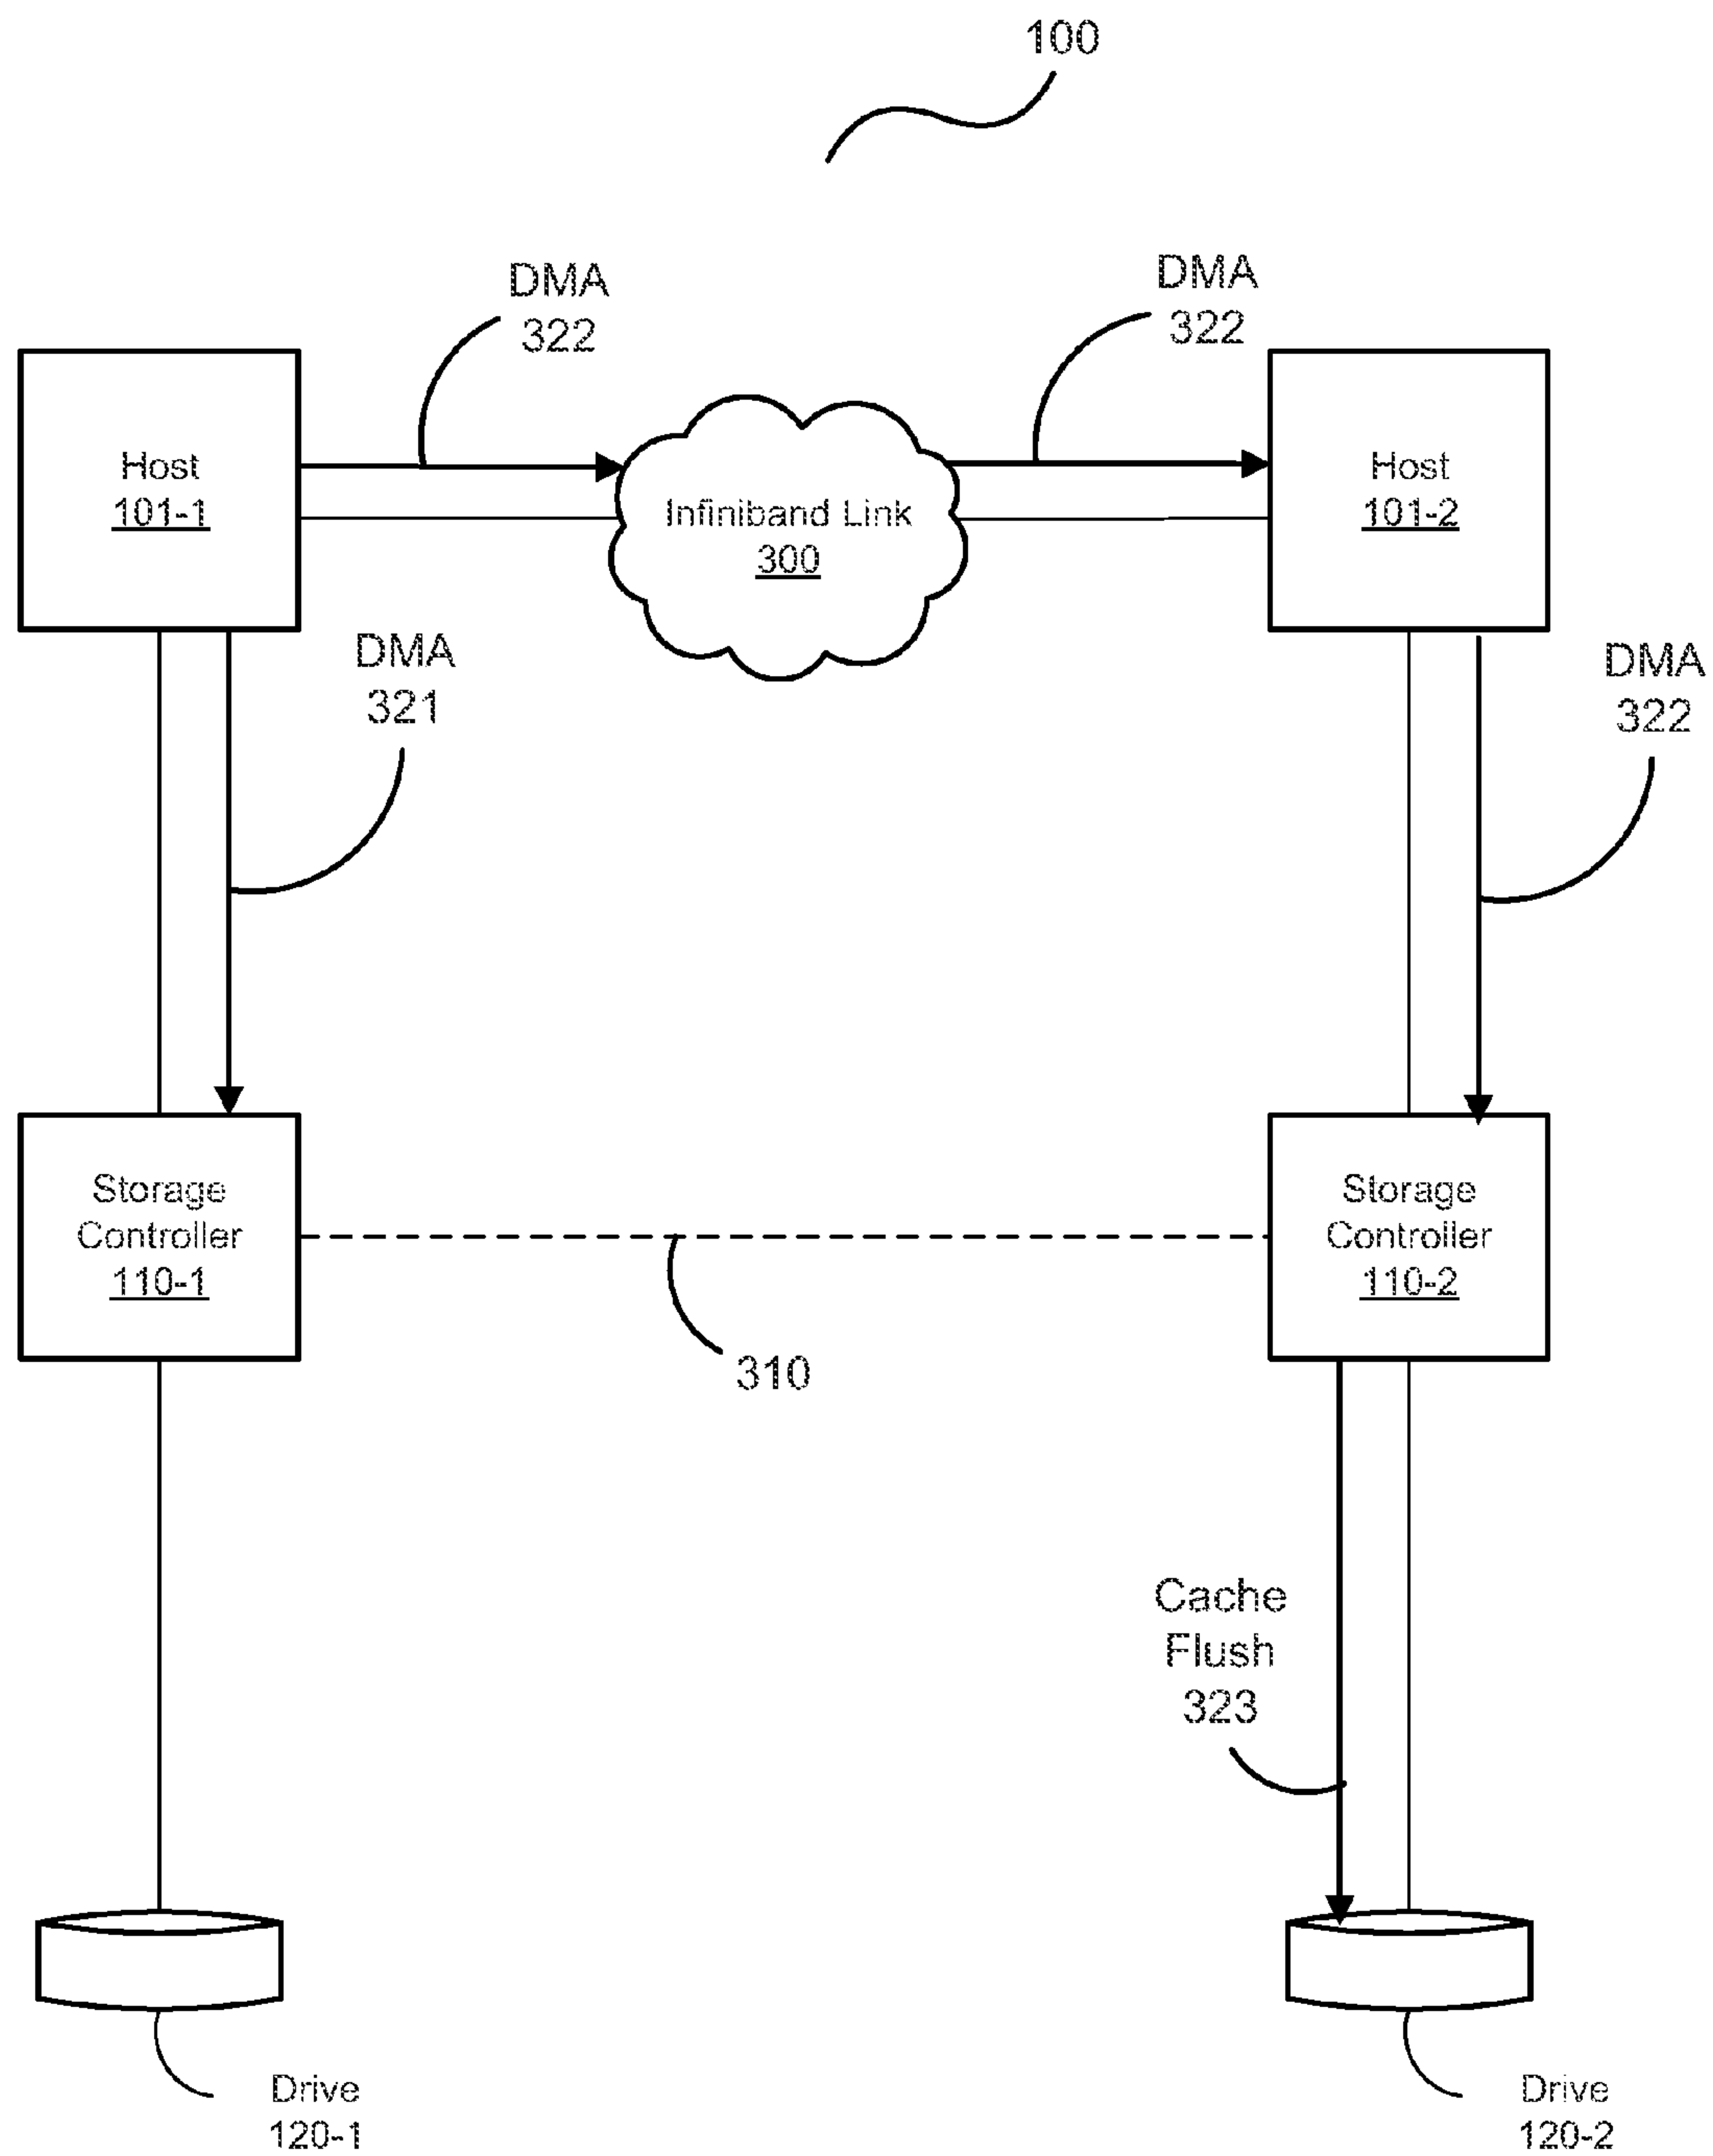 100
DMA
322
DMA
322
Host
101-1
Infiniband Link
300
Host
101-2
DMA
321
DMA
322
Storage
Controller
110-1
Storage
Controller
110-2
310
Cache
Flush
323
Drive
120-1
Drive
120-2